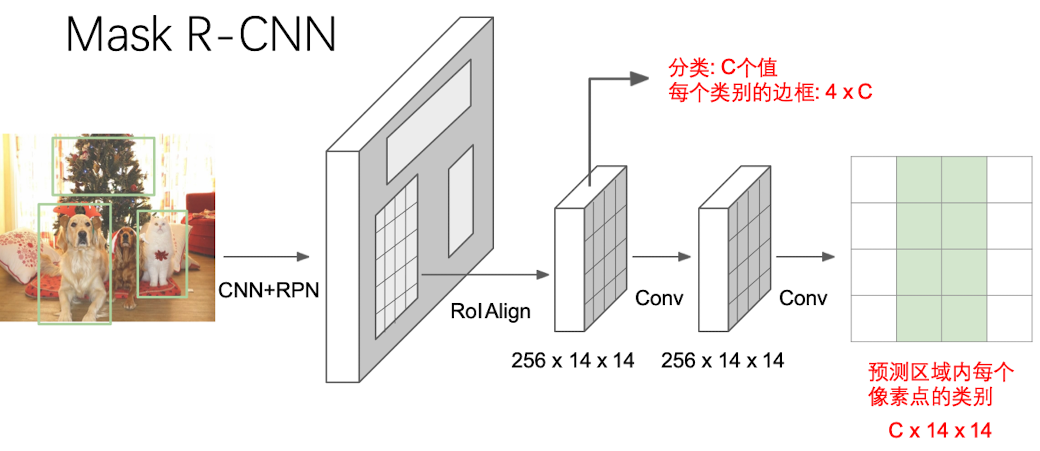 Mask R-CNN
分类: C个值
每个类别的边框: 4 x C
CNN+RPN
RoI Align
Conv
Conv
256 x 14 x 14
256 x 14 x 14
预测区域内每个
像素点的类别
C x 14 x 14